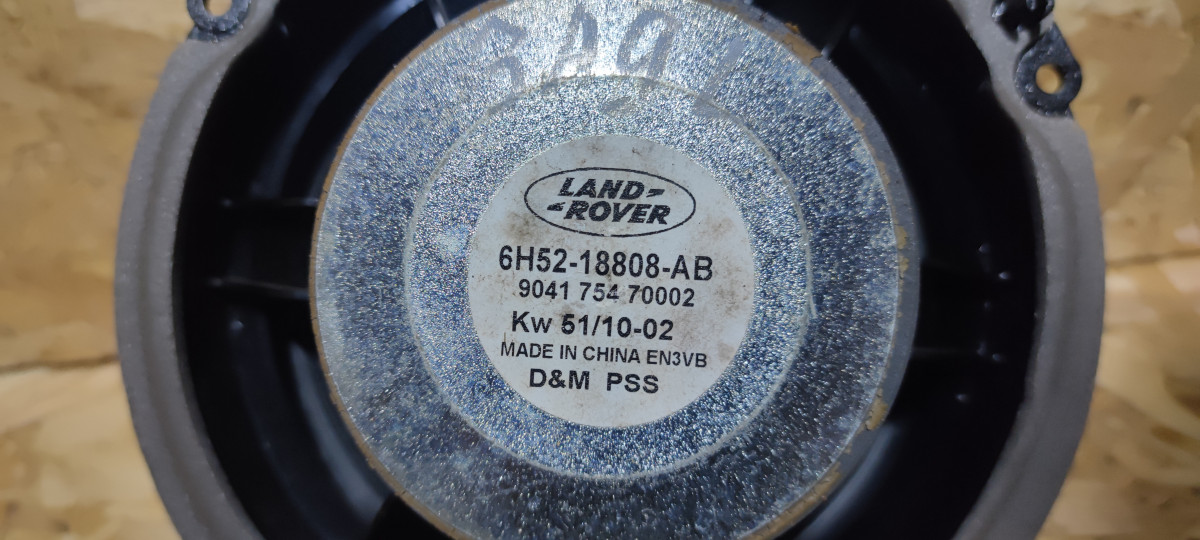 LAND-
-ROVER
6H52-18808-AB
9041 754 70002
Kw 51/10-02
MADE IN CHINA EN3VB
D&M PSS